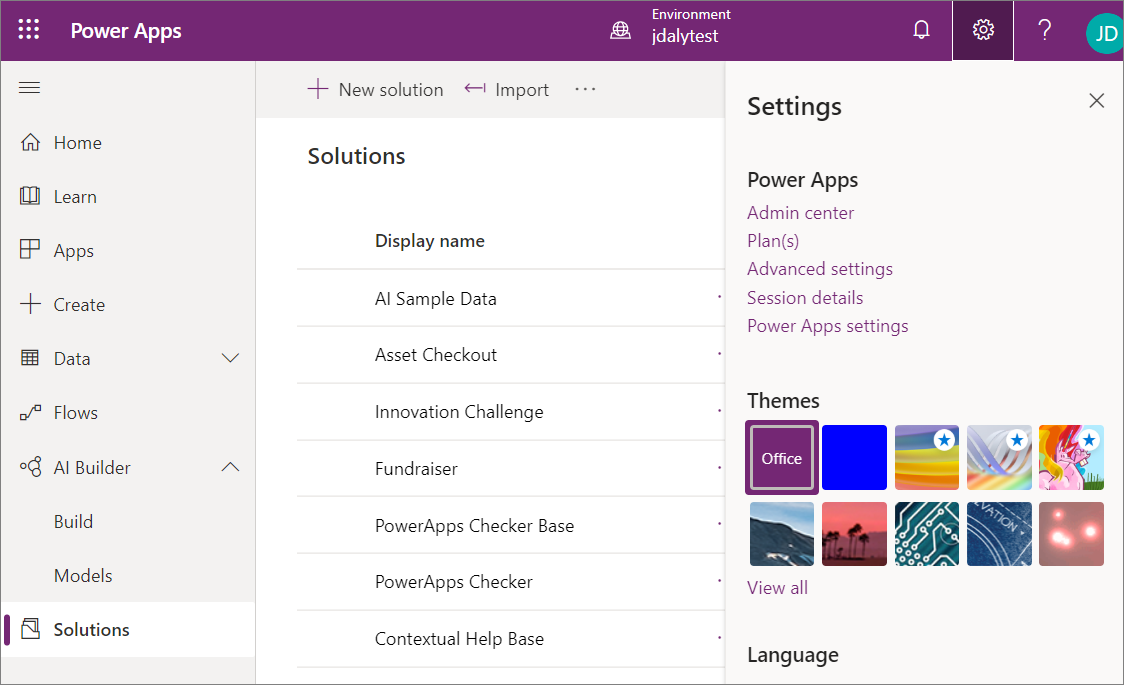 Power Apps
Environment
jdalytest
?
JD
Home
Learn
Apps
Create
Data
Flows
AI Builder
Build
Models
Solutions
New solution
Import
...
Solutions
Display name
AI Sample Data
Asset Checkout
Innovation Challenge
Fundraiser
PowerApps Checker Base
PowerApps Checker
Contextual Help Base
Settings
Power Apps
Admin center
Plan(s)
Advanced settings
Session details
Power Apps settings
Themes
Office
View all
Language